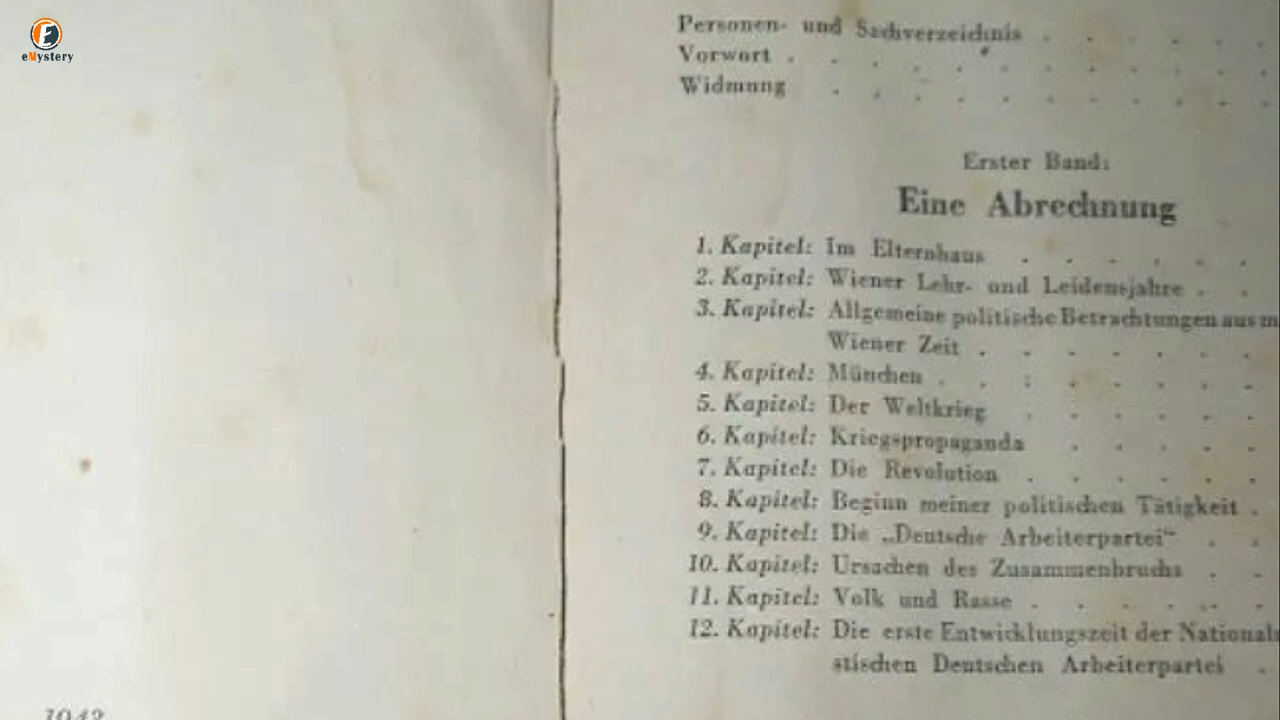 eMystery
Personen- und Sachverzeichnis
Vorwort
Widmung
Erster Band:
Eine Abrechnung
1. Kapitel: Im Elternhaus
2. Kapitel: Wiener Lehr- und Leidensjahre
3. Kapitel: Allgemeine politische Betrachtungen aus m
Wiener Zeit
4. Kapitel: München
5. Kapitel: Der Weltkrieg
6. Kapitel: Kriegspropaganda
7. Kapitel: Die Revolution
8. Kapitel: Beginn meiner politischen Tätigkeit
9. Kapitel: Die „Deutsche Arbeiterpartei“
10. Kapitel: Ursachen des Zusammenbruchs
11. Kapitel: Volk und Rasse
12. Kapitel: Die erste Entwicklungszeit der Nationals
stischen Deutschen Arbeiterpartei